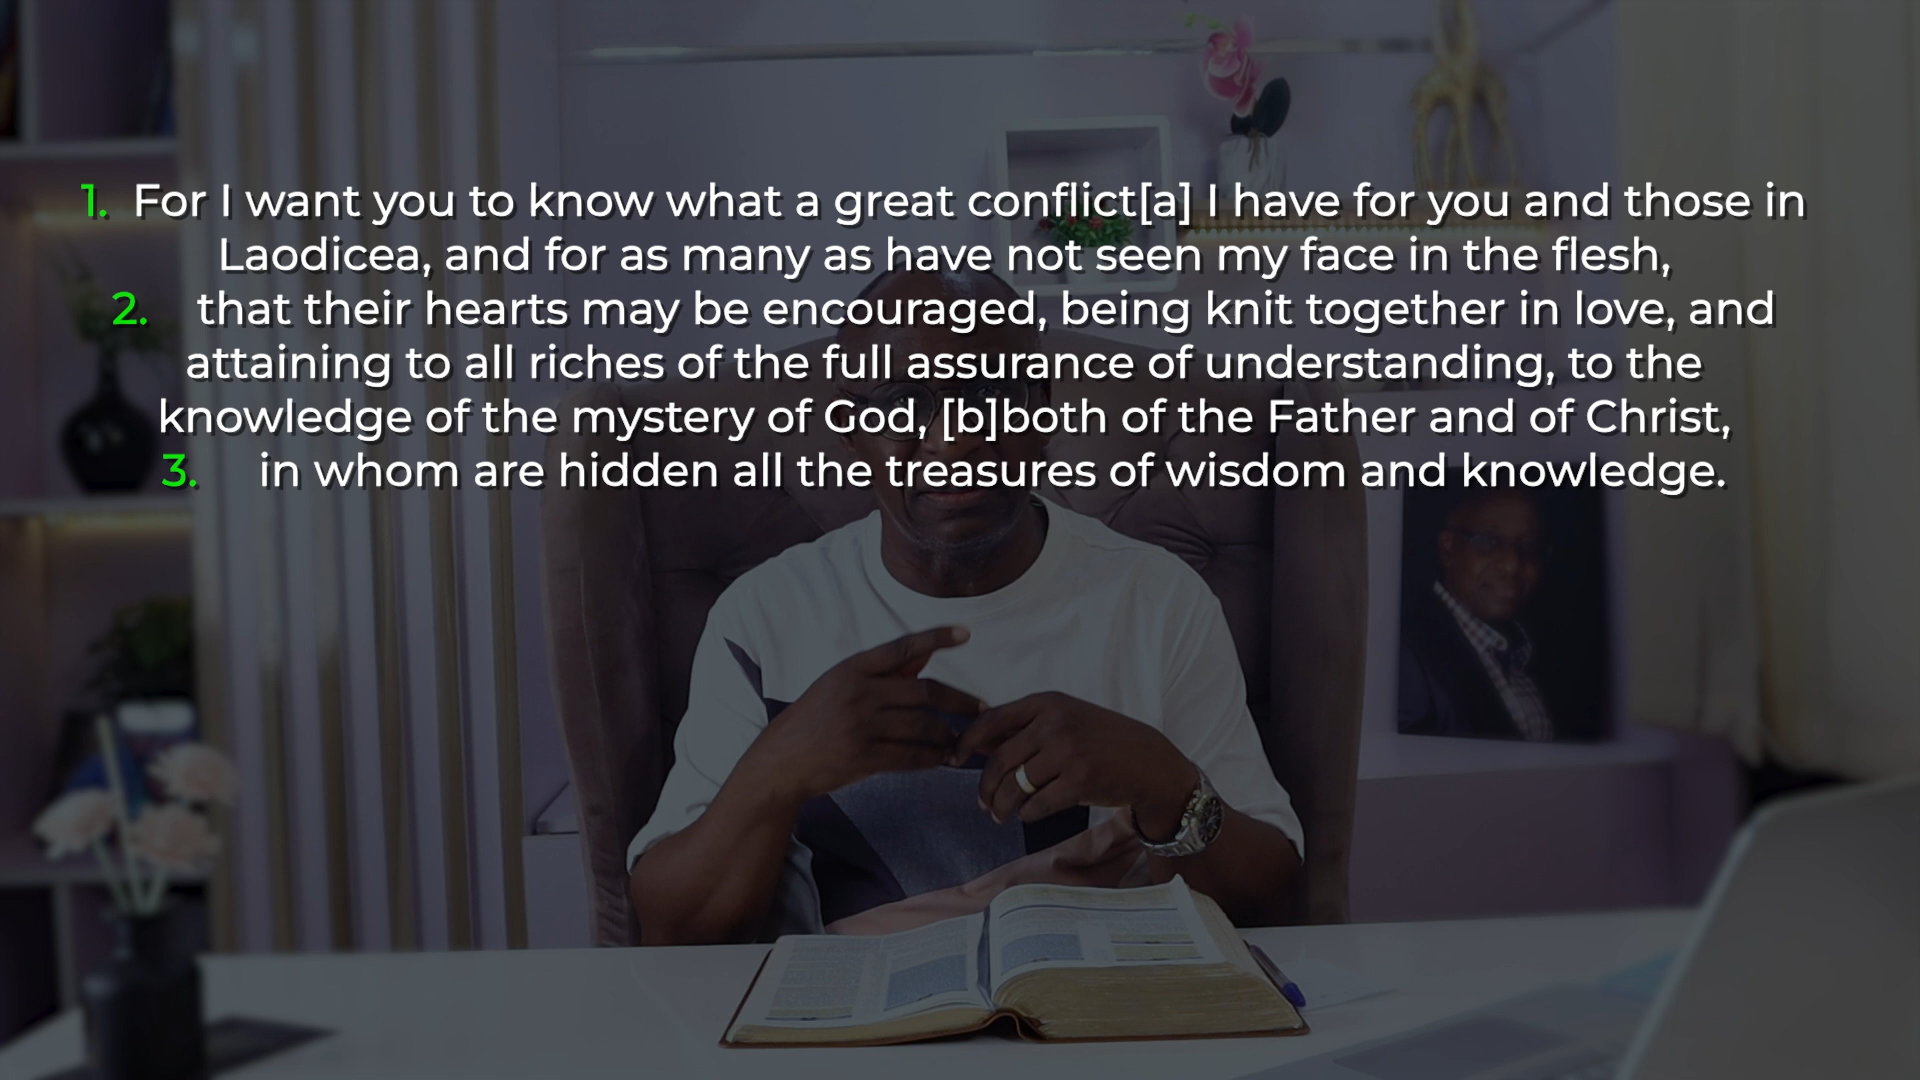 1. For I want you to know what a great conflict[a] I have for you and those in
Laodicea, and for as many as have not seen my face in the flesh,
2. that their hearts may be encouraged, being knit together in love, and
attaining to all riches of the full assurance of understanding, to the
knowledge of the mystery of God, [b]both of the Father and of Christ,
3. in whom are hidden all the treasures of wisdom and knowledge.